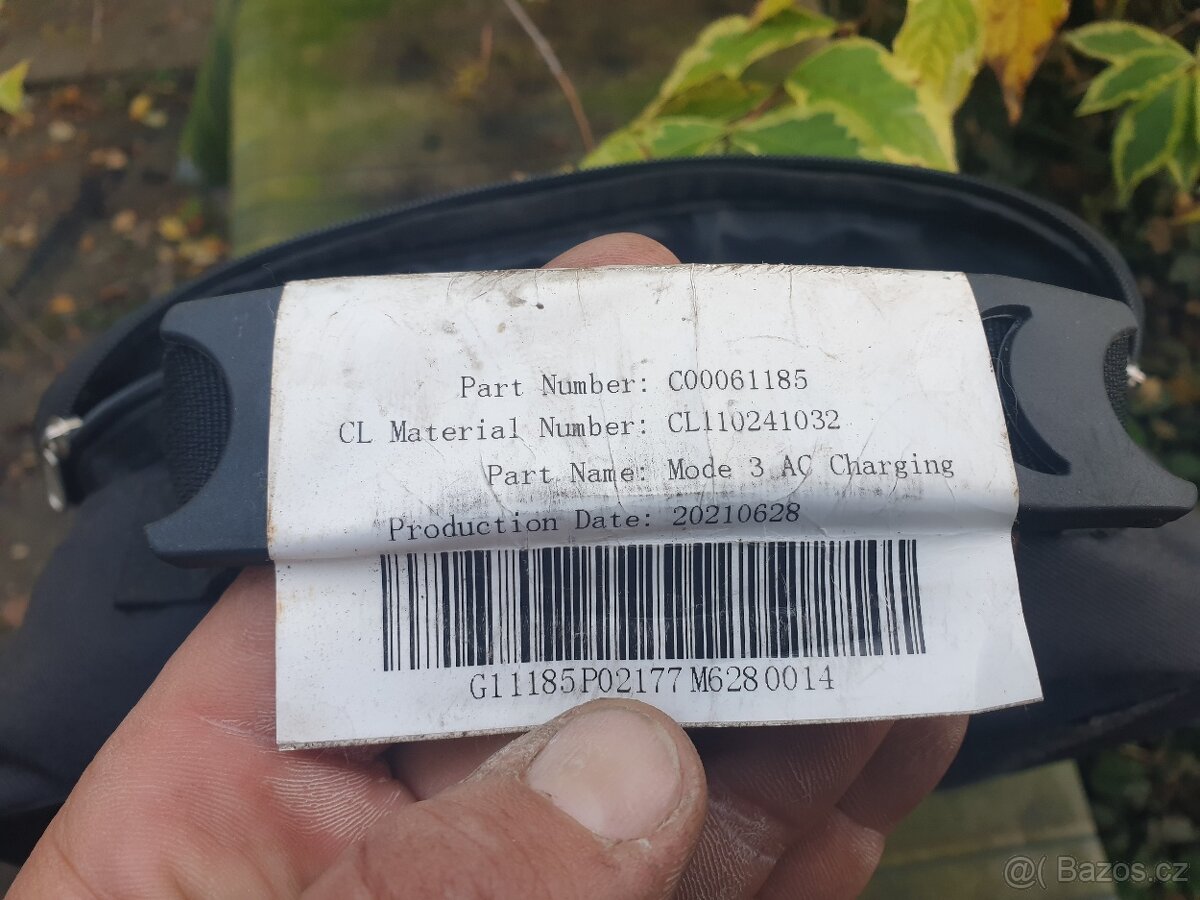 Part Number: C00061185
CL Material Number: CL110241032
Part Name: Mode 3 AC Charging
Production Date: 20210628
G11185P02177M6280014
@( Bazos.cz